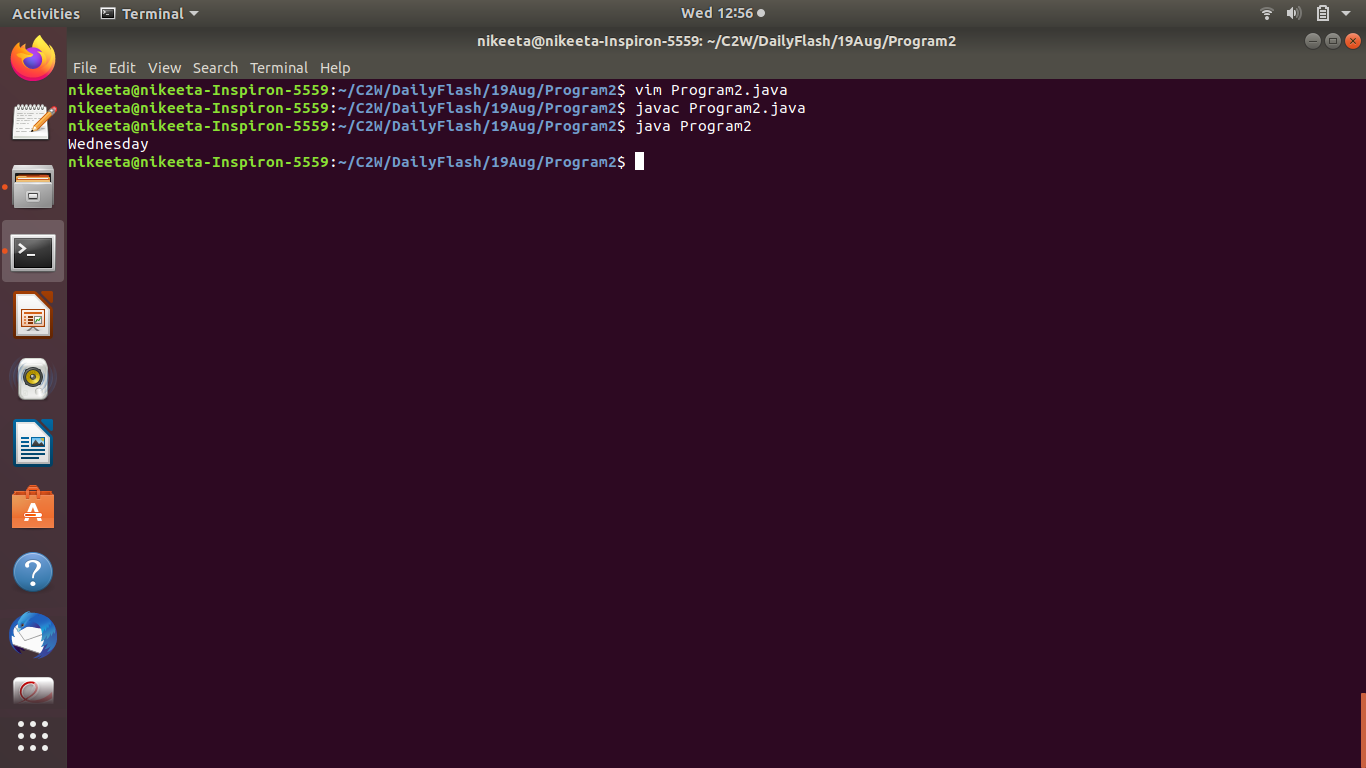 Activities Terminal Wed 12:56
nikeeta@nikeeta-Inspiron-5559: ~/C2W/DailyFlash/19Aug/Program2
File Edit View Search Terminal Help
nikeeta@nikeeta-Inspiron-5559:~/C2W/DailyFlash/19Aug/Program2$ vim Program2.java
nikeeta@nikeeta-Inspiron-5559:~/C2W/DailyFlash/19Aug/Program2$ javac Program2.java
nikeeta@nikeeta-Inspiron-5559:~/C2W/DailyFlash/19Aug/Program2$ java Program2
Wednesday
nikeeta@nikeeta-Inspiron-5559:~/C2W/DailyFlash/19Aug/Program2$